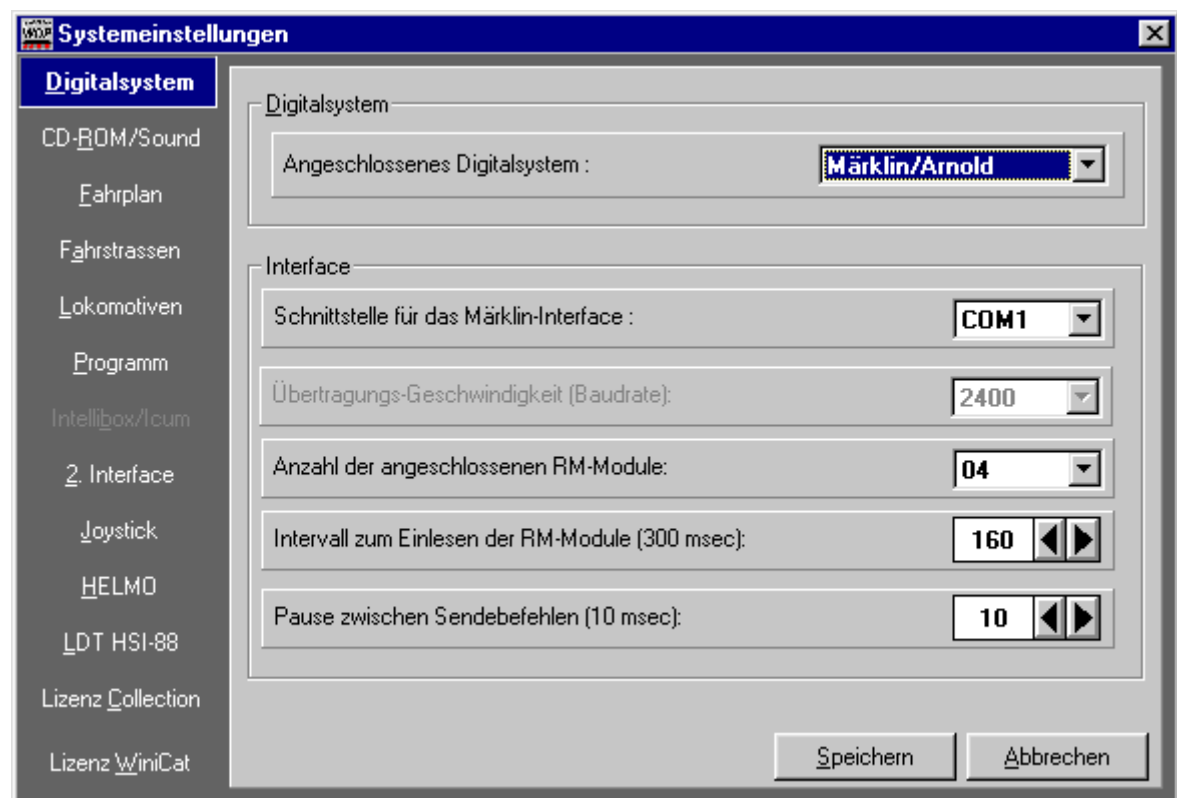 Systemeinstellungen
Digitalsystem
CD-ROM/Sound
Fahrplan
Fahrstrassen
Lokomotiven
Programm
Intellibox/Icum
2. Interface
Joystick
HELMO
LDT HSI-88
Lizenz Collection
Lizenz WiniCat
Digitalsystem
Angeschlossenes Digitalsystem : Märklin/Arnold
Interface
Schnittstelle für das Märklin-Interface : COM1
Übertragungs-Geschwindigkeit (Baudrate): 2400
Anzahl der angeschlossenen RM-Module: 04
Intervall zum Einlesen der RM-Module (300 msec): 160
Pause zwischen Sendebefehlen (10 msec): 10
Speichern Abbrechen